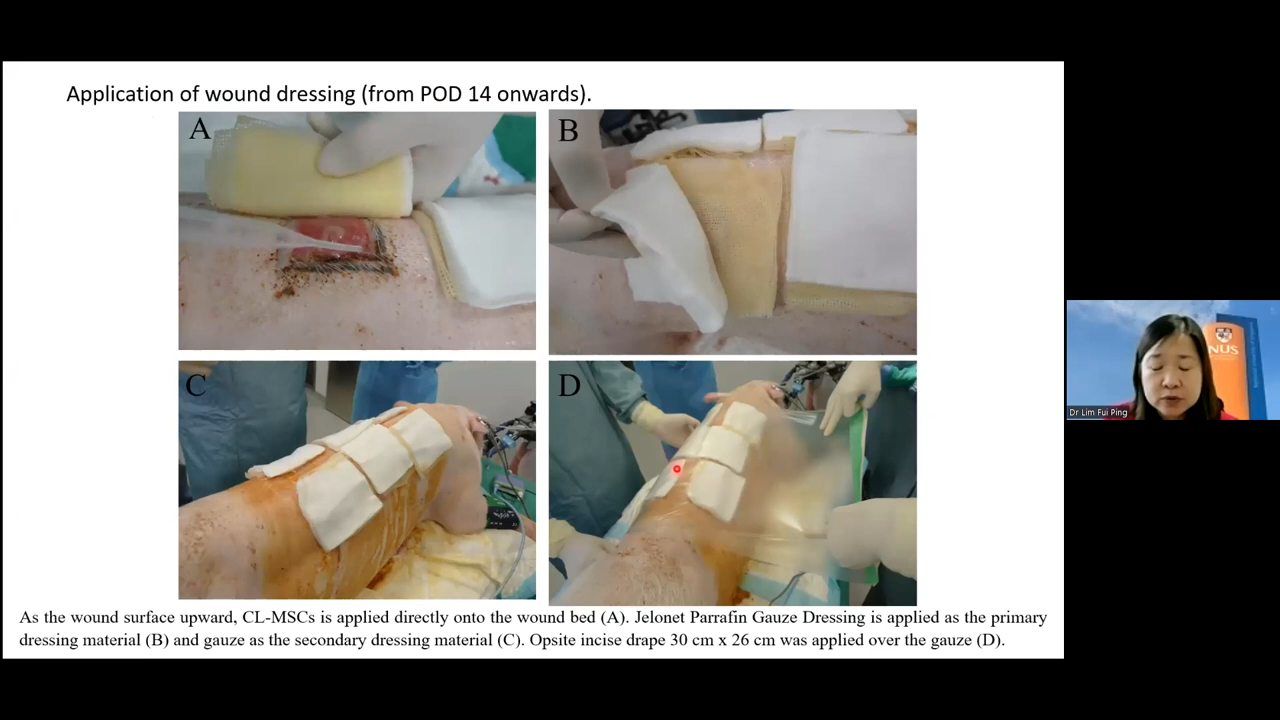 Application of wound dressing (from POD 14 onwards).
A
B
C
D
NUS
Dr Lim Fui Ping
As the wound surface upward, CL-MSCs is applied directly onto the wound bed (A). Jelonet Parrafin Gauze Dressing is applied as the primary
dressing material (B) and gauze as the secondary dressing material (C). Opsite incise drape 30 cm x 26 cm was applied over the gauze (D).